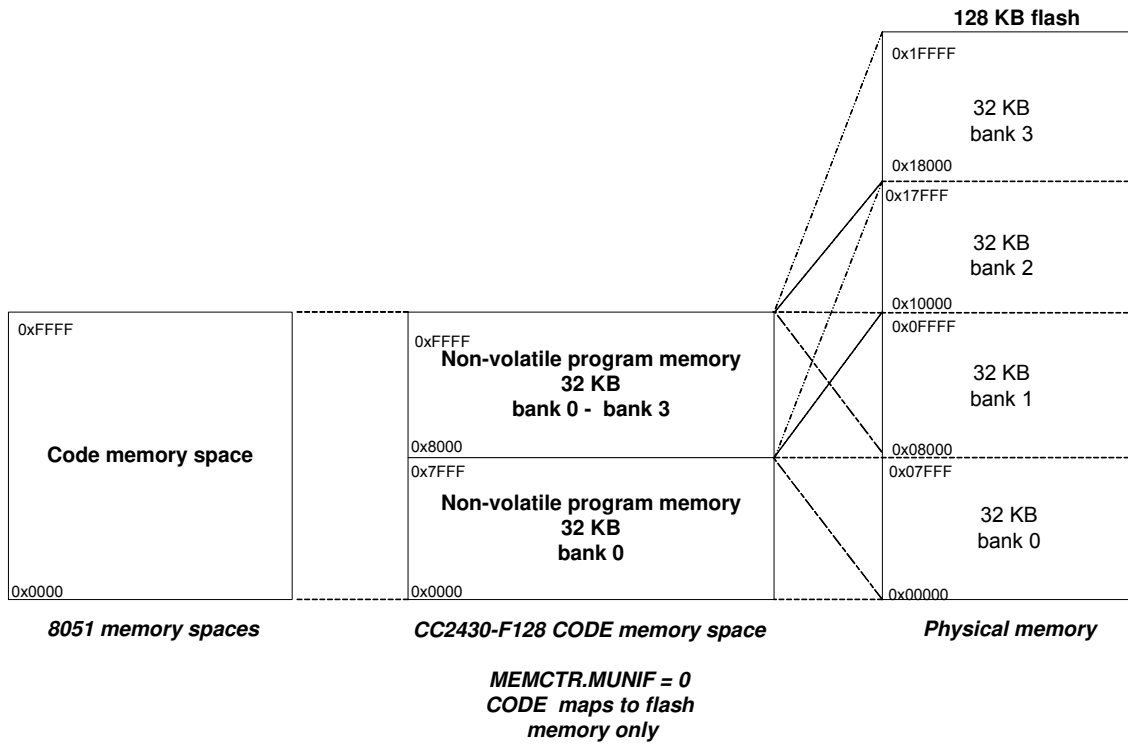 128 KB flash
0x1FFFF
32 KB
bank 3
0x18000
0x17FFF
32 KB
bank 2
0x10000
0xFFFF
0xFFFF
0x0FFFF
Non-volatile program memory
32 KB
bank 0 - bank 3
32 KB
bank 1
Code memory space
0x8000
0x08000
0x7FFF
0x07FFF
Non-volatile program memory
32 KB
bank 0
32 KB
bank 0
0x0000
0x0000
0x00000
8051 memory spaces
CC2430-F128 CODE memory space
Physical memory
MEMCTR.MUNIF = 0
CODE maps to flash
memory only